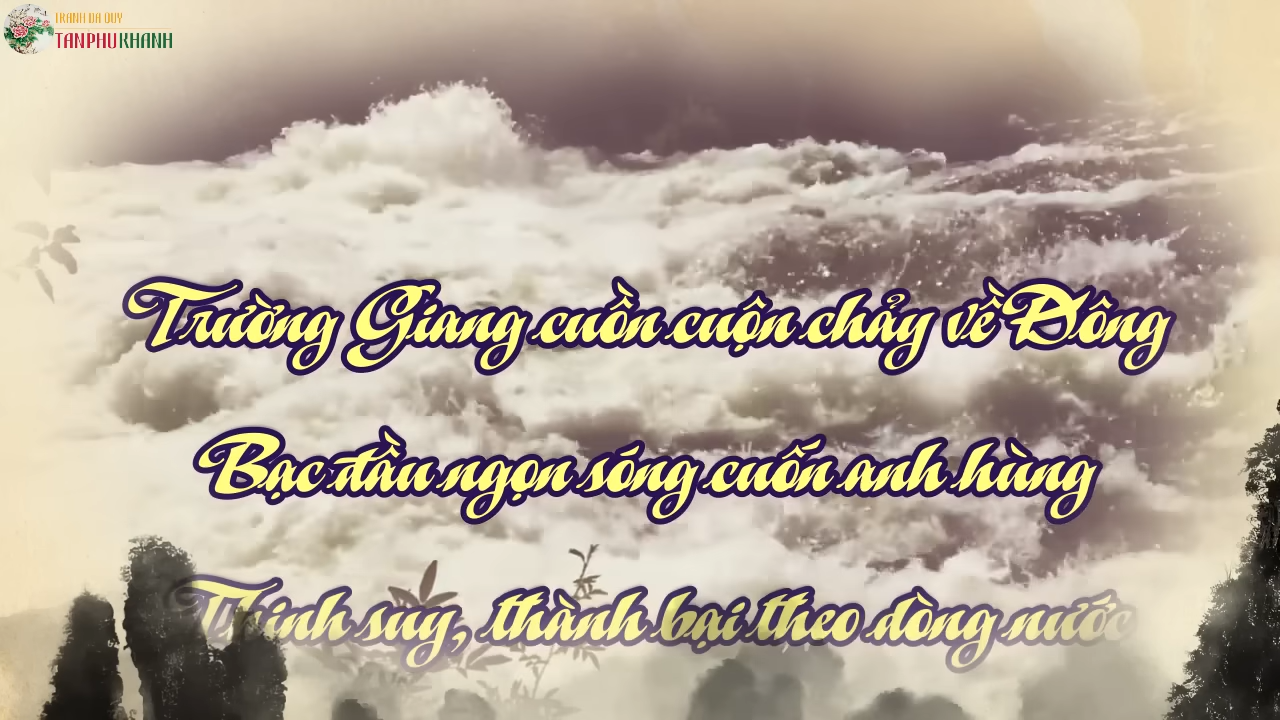 TRANH ĐÁ QUÝ
TANPHUKHANH
Trường Giang cuồn cuộn chảy về Đông
Bạc đầu ngọn sóng cuốn anh hùng
Thịnh suy, thành bại theo dòng nước